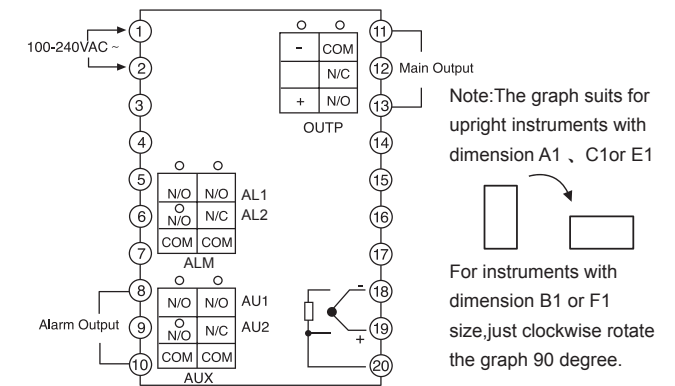 1
11
100-240VAC ~
- COM
2
N/C
12 Main Output
3
+ N/O
13
OUTP
4
14
5
15
N/O N/O AL1
6
N/O N/C AL2
16
COM COM
7
17
ALM
8
18
-
N/O N/O AU1
Alarm Output
9
N/O N/C AU2
19
+
COM COM
10
20
AUX
Note:The graph suits for
upright instruments with
dimension A1 、C1or E1
For instruments with
dimension B1 or F1
size,just clockwise rotate
the graph 90 degree.